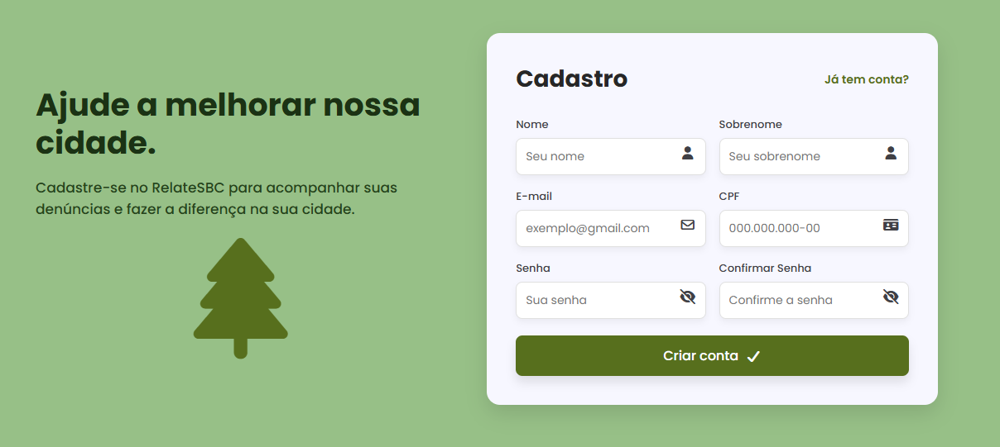 Ajude a melhorar nossa
cidade.
Cadastre-se no RelateSBC para acompanhar suas
denúncias e fazer a diferença na sua cidade.
Cadastro
Já tem conta?
Nome
Sobrenome
Seu nome
Seu sobrenome
E-mail
CPF
exemplo@gmail.com
000.000.000-00
Senha
Confirmar Senha
Sua senha
Confirme a senha
Criar conta